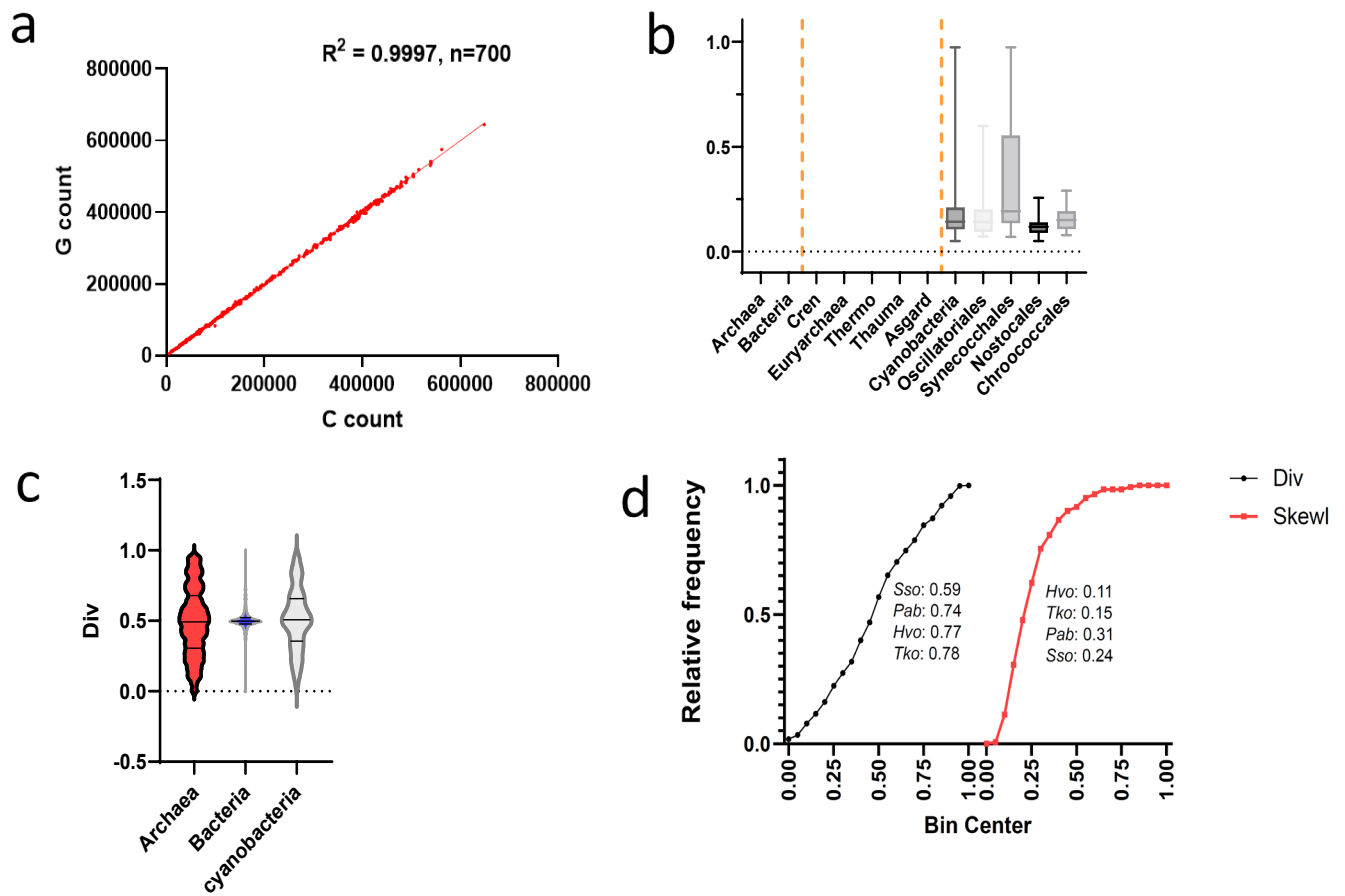 a
R² = 0.9997, n=700
800000
600000
400000
200000
0
G count
0
200000
400000
600000
800000
C count
b
1.0
0.5
0.0
Archaea
Bacteria
Cren
Euryarchaea
Thermo
Thauma
Asgard
Cyanobacteria
Oscillatoriales
Synecocchales
Nostocales
Chroococcales
c
1.5
1.0
0.5
0.0
-0.5
Div
Archaea
Bacteria
cyanobacteria
d
1.0
0.5
0.0
Relative frequency
Sso: 0.59
Pab: 0.74
Hvo: 0.77
Tko: 0.78
Hvo: 0.11
Tko: 0.15
Pab: 0.31
Sso: 0.24
0.00
0.25
0.50
0.75
1.00
0.00
0.25
0.50
0.75
1.00
Bin Center
Div
Skewl